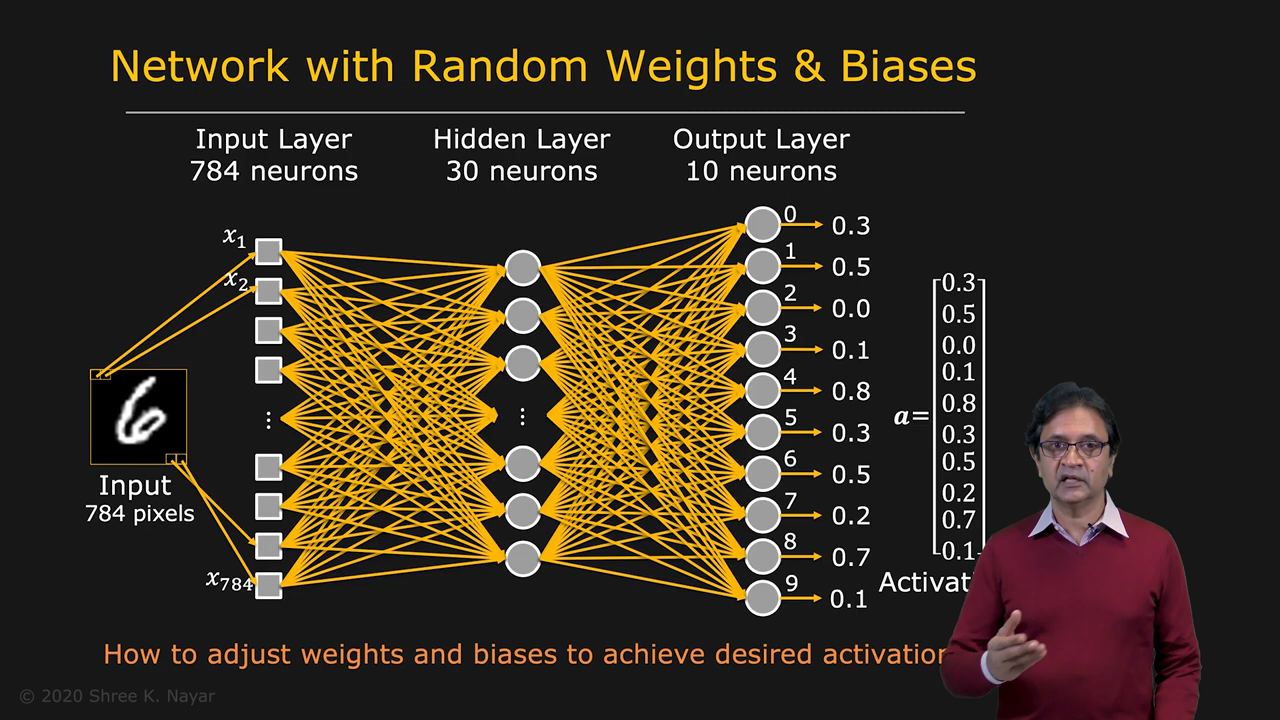 Network with Random Weights & Biases
Input Layer
784 neurons
Hidden Layer
30 neurons
Output Layer
10 neurons
x₁
x₂
⋮
x₇₈₄
Input
784 pixels
⋮
0 0.3
1 0.5
2 0.0
3 0.1
4 0.8
5 0.3
6 0.5
7 0.2
8 0.7
9 0.1
a=
0.3
0.5
0.0
0.1
0.8
0.3
0.5
0.2
0.7
0.1
Activati
How to adjust weights and biases to achieve desired activation
© 2020 Shree K. Nayar